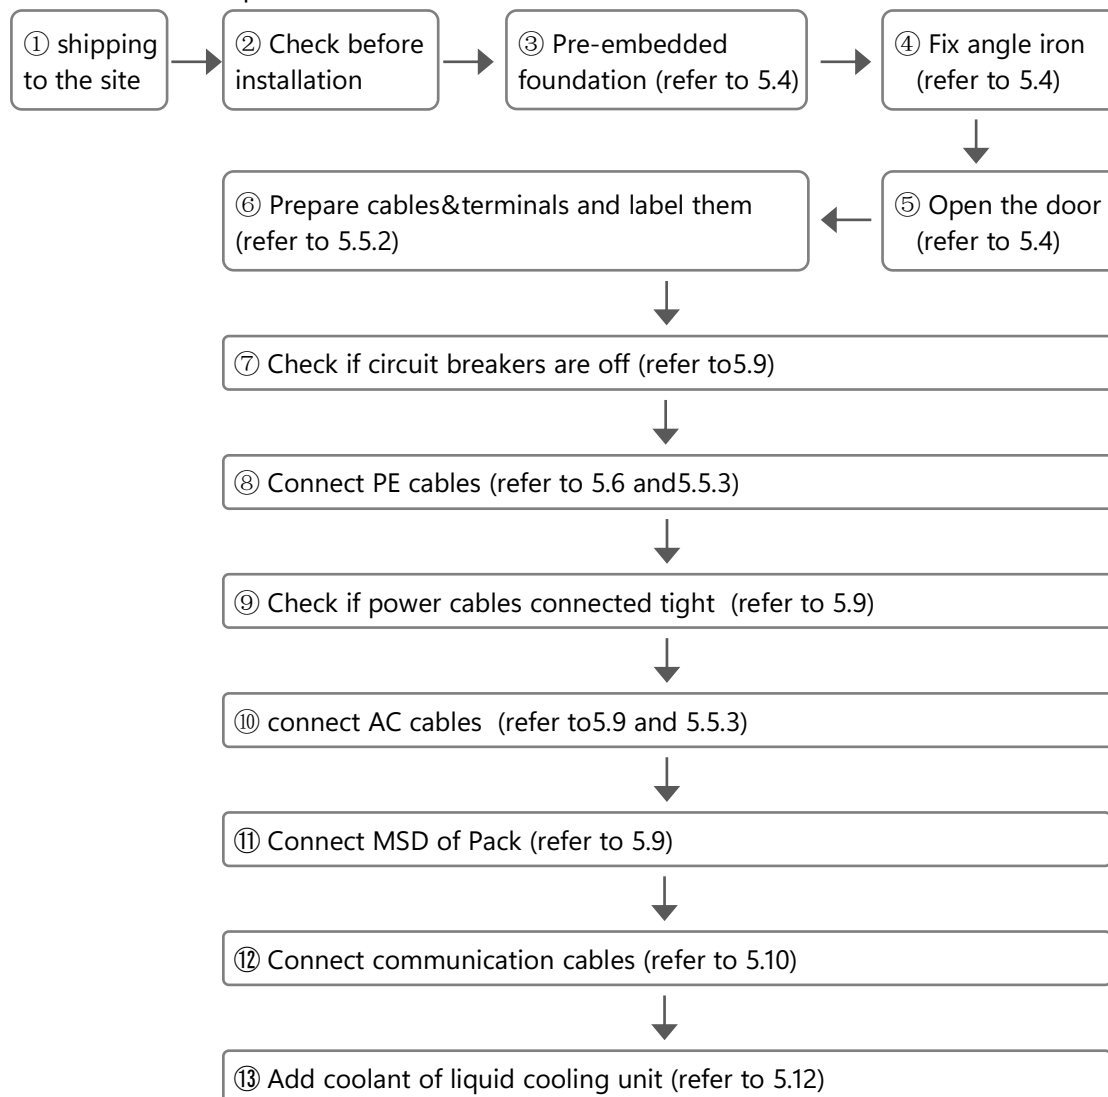 ① shipping
to the site
② Check before
installation
③ Pre-embedded
foundation (refer to 5.4)
④ Fix angle iron
(refer to 5.4)
⑤ Open the door
(refer to 5.4)
⑥ Prepare cables&terminals and label them
(refer to 5.5.2)
⑦ Check if circuit breakers are off (refer to5.9)
⑧ Connect PE cables (refer to 5.6 and5.5.3)
⑨ Check if power cables connected tight  (refer to 5.9)
⑩ connect AC cables  (refer to5.9 and 5.5.3)
⑪ Connect MSD of Pack (refer to 5.9)
⑫ Connect communication cables (refer to 5.10)
⑬ Add coolant of liquid cooling unit (refer to 5.12)